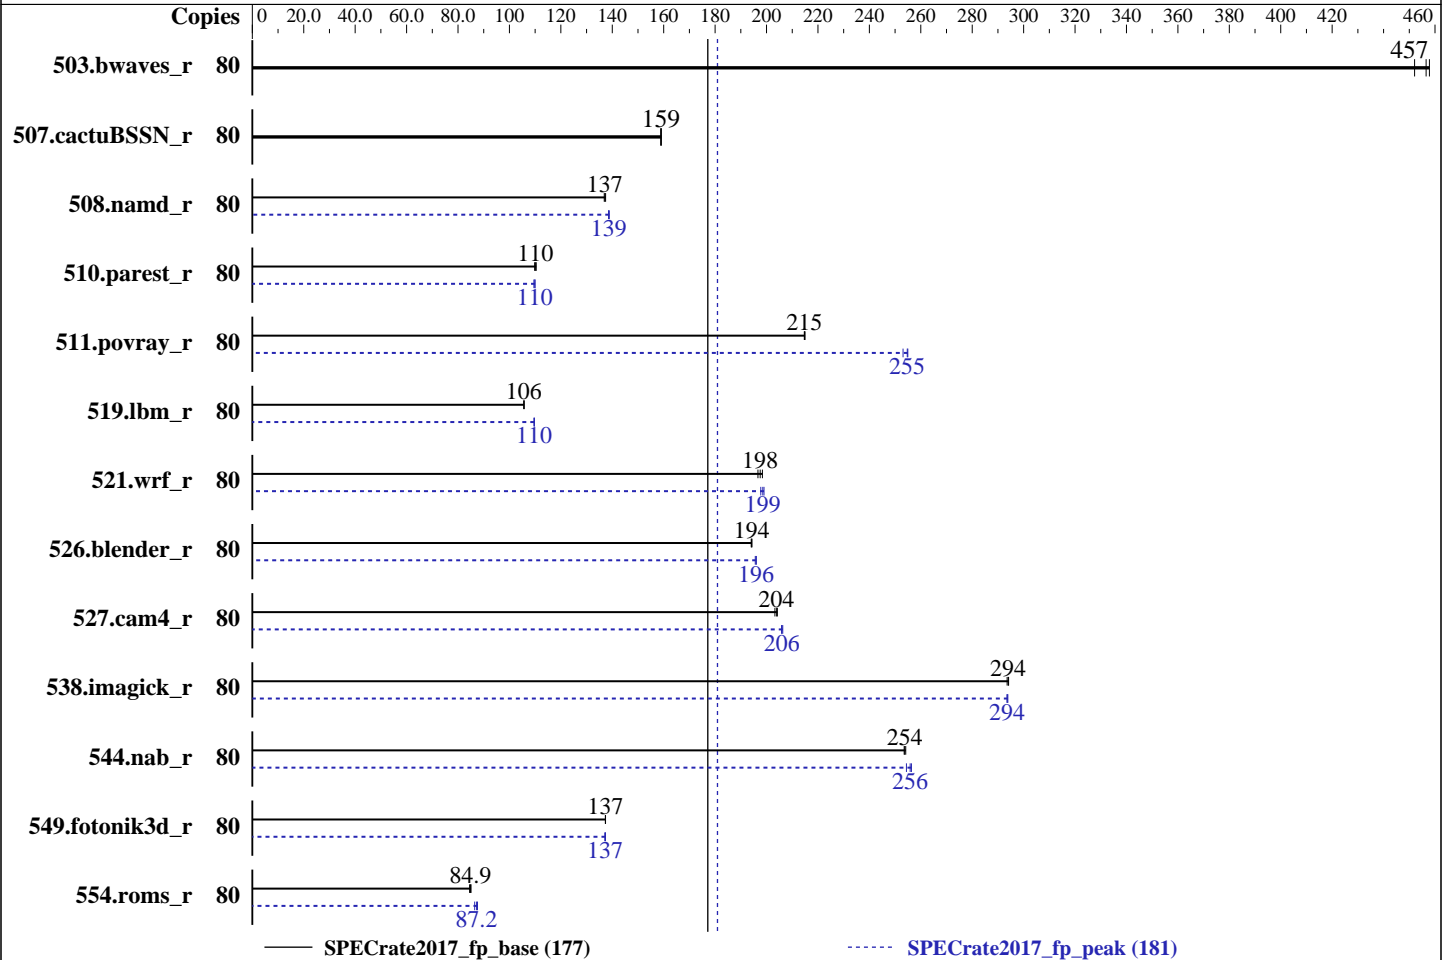 Copies 0 20.0 40.0 60.0 80.0 100 120 140 160 180 200 220 240 260 280 300 320 340 360 380 400 420 460
503.bwaves_r 80 457
507.cactuBSSN_r 80 159
508.namd_r 80 137
139
510.parest_r 80 110
110
511.povray_r 80 215
255
519.lbm_r 80 106
110
521.wrf_r 80 198
199
526.blender_r 80 194
196
527.cam4_r 80 204
206
538.imagick_r 80 294
294
544.nab_r 80 254
256
549.fotonik3d_r 80 137
137
554.roms_r 80 84.9
87.2
SPECrate2017_fp_base (177) SPECrate2017_fp_peak (181)